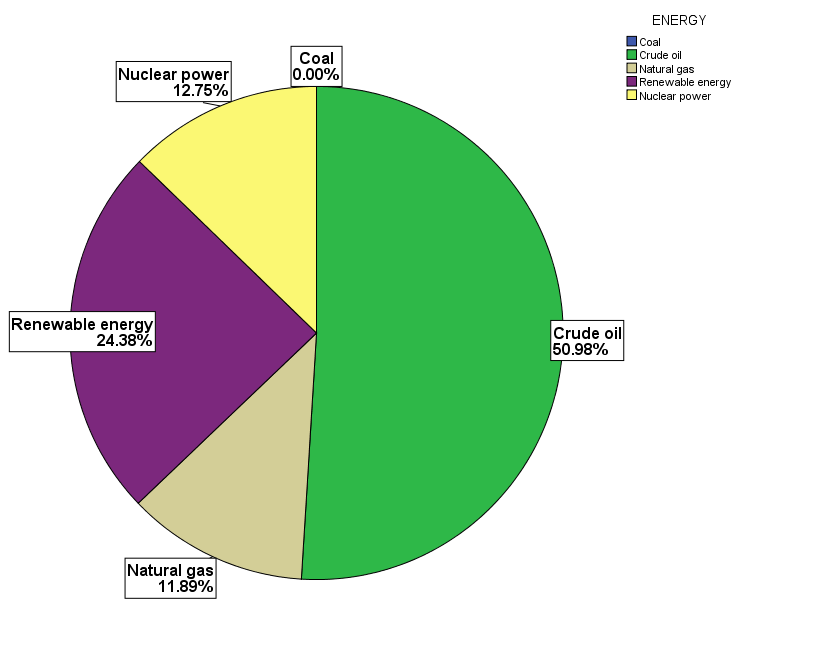 ENERGY
Coal
Crude oil
Natural gas
Renewable energy
Nuclear power
Coal
0.00%
Nuclear power
12.75%
Renewable energy
24.38%
Crude oil
50.98%
Natural gas
11.89%